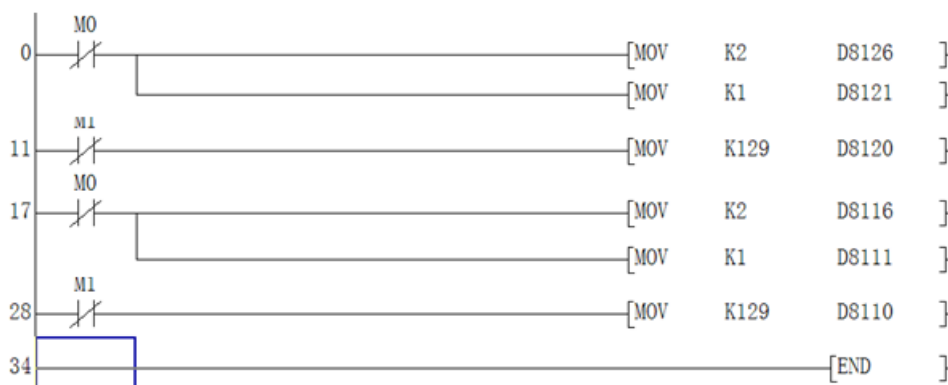 M0
0 [MOV K2 D8126 ]
[MOV K1 D8121 ]
M1
11 [MOV K129 D8120 ]
M0
17 [MOV K2 D8116 ]
[MOV K1 D8111 ]
M1
28 [MOV K129 D8110 ]
34 [END ]